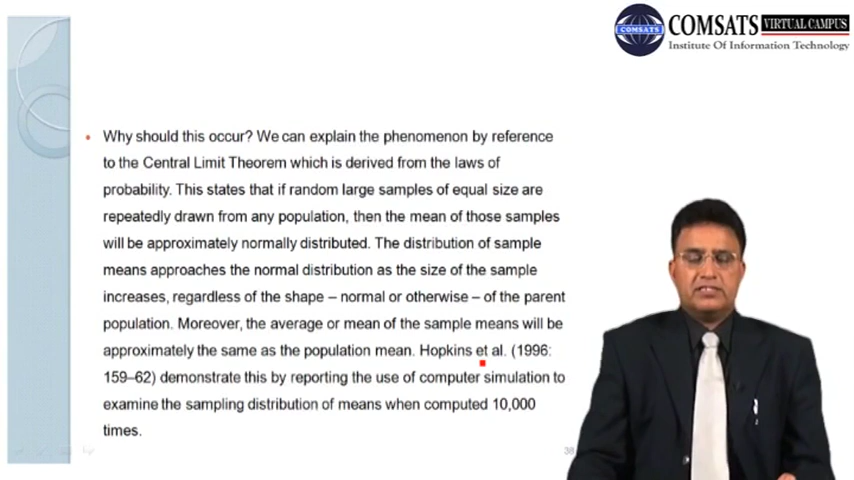 COMSATS VIRTUAL CAMPUS
COMSATS
Institute Of Information Technology
Why should this occur? We can explain the phenomenon by reference
to the Central Limit Theorem which is derived from the laws of
probability. This states that if random large samples of equal size are
repeatedly drawn from any population, then the mean of those samples
will be approximately normally distributed. The distribution of sample
means approaches the normal distribution as the size of the sample
increases, regardless of the shape – normal or otherwise – of the parent
population. Moreover, the average or mean of the sample means will be
approximately the same as the population mean. Hopkins et al. (1996:
159–62) demonstrate this by reporting the use of computer simulation to
examine the sampling distribution of means when computed 10,000
times.
38